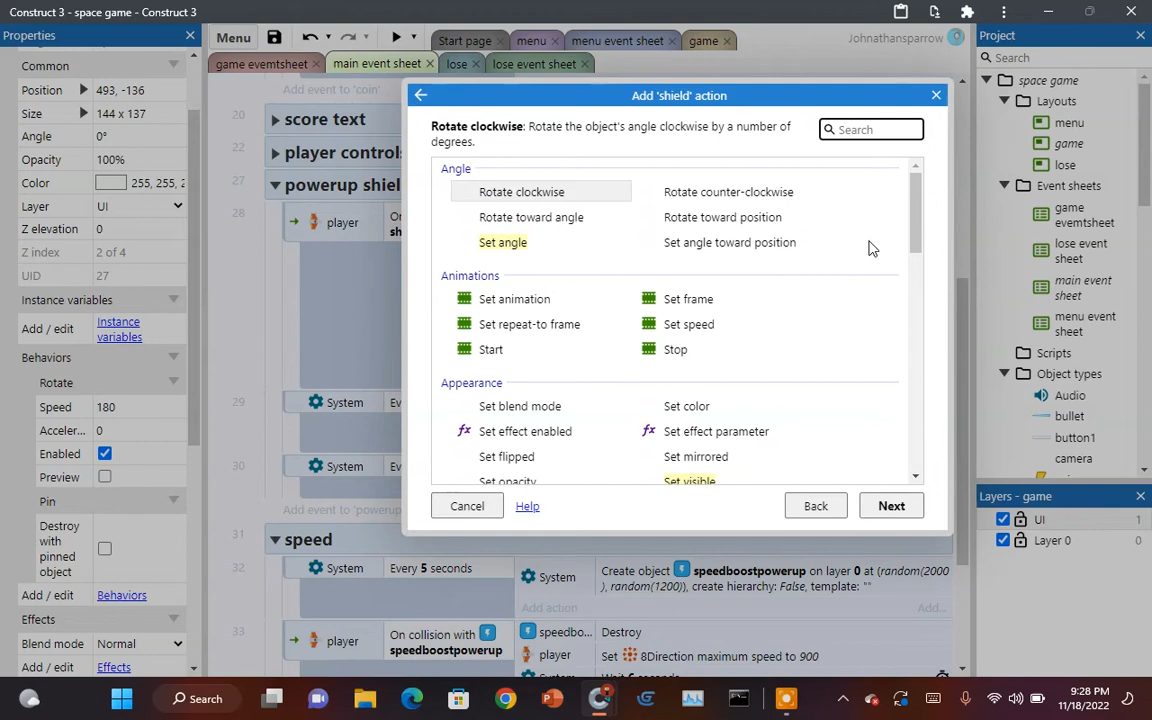 Construct 3 - space game - Construct 3
Properties
Common
Position 493, -136
Size 144 x 137
Angle 0°
Opacity 100%
Color 255, 255, 2
Layer UI
Z elevation 0
Z index 2 of 4
UID 27
Instance variables
Add / edit Instance variables
Behaviors
Rotate
Speed 180
Acceler... 0
Enabled
Preview
Pin
Destroy with pinned object
Add / edit Behaviors
Effects
Blend mode Normal
Add / edit Effects
Menu
Start page
menu
menu event sheet
game
Johnathansparrow
game evemtsheet
main event sheet
lose
lose event sheet
Add event to 'coin'
20 score text
22 player contro
27 powerup shiel
28 player On
sh
29 System Ev
30 System Ev
Add event to 'powerup
31 speed
32 System Every 5 seconds
System Create object speedboostpowerup on layer 0 at (random(2000
), random(1200)), create hierarchy: False, template: ""
Add action Add...
33 player On collision with speedboostpowerup
speedbo... Destroy
player Set 8Direction maximum speed to 900
Add 'shield' action
Rotate clockwise: Rotate the object's angle clockwise by a number of
degrees.
Search
Angle
Rotate clockwise Rotate counter-clockwise
Rotate toward angle Rotate toward position
Set angle Set angle toward position
Animations
Set animation Set frame
Set repeat-to frame Set speed
Start Stop
Appearance
Set blend mode Set color
fx Set effect enabled fx Set effect parameter
Set flipped Set mirrored
Set opacity Set visible
Cancel Help Back Next
Project
Search
space game
Layouts
menu
game
lose
Event sheets
game evemtsheet
lose event sheet
main event sheet
menu event sheet
Scripts
Object types
Audio
bullet
button1
camera
Layers - game
UI 1
Layer 0 0
Search
9:28 PM
11/18/2022